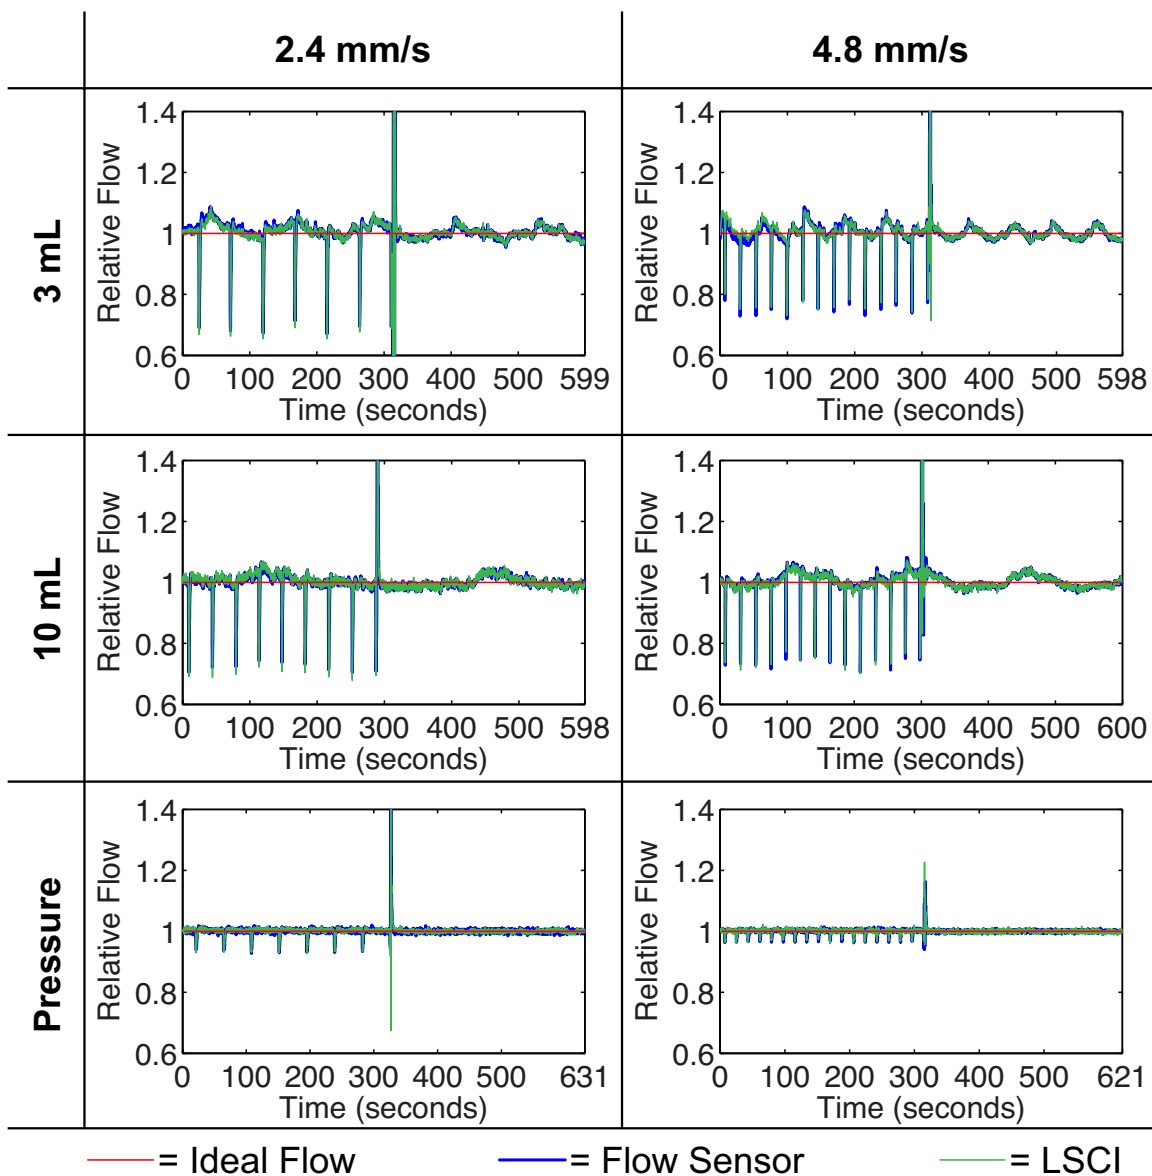 2.4 mm/s
4.8 mm/s
3 mL
Relative Flow
1.4
1.2
1
0.8
0.6
0 100 200 300 400 500 599
Time (seconds)
Relative Flow
1.4
1.2
1
0.8
0.6
0 100 200 300 400 500 598
Time (seconds)
10 mL
Relative Flow
1.4
1.2
1
0.8
0.6
0 100 200 300 400 500 598
Time (seconds)
Relative Flow
1.4
1.2
1
0.8
0.6
0 100 200 300 400 500 600
Time (seconds)
Pressure
Relative Flow
1.4
1.2
1
0.8
0.6
0 100 200 300 400 500 631
Time (seconds)
Relative Flow
1.4
1.2
1
0.8
0.6
0 100 200 300 400 500 621
Time (seconds)
= Ideal Flow = Flow Sensor = LSCI